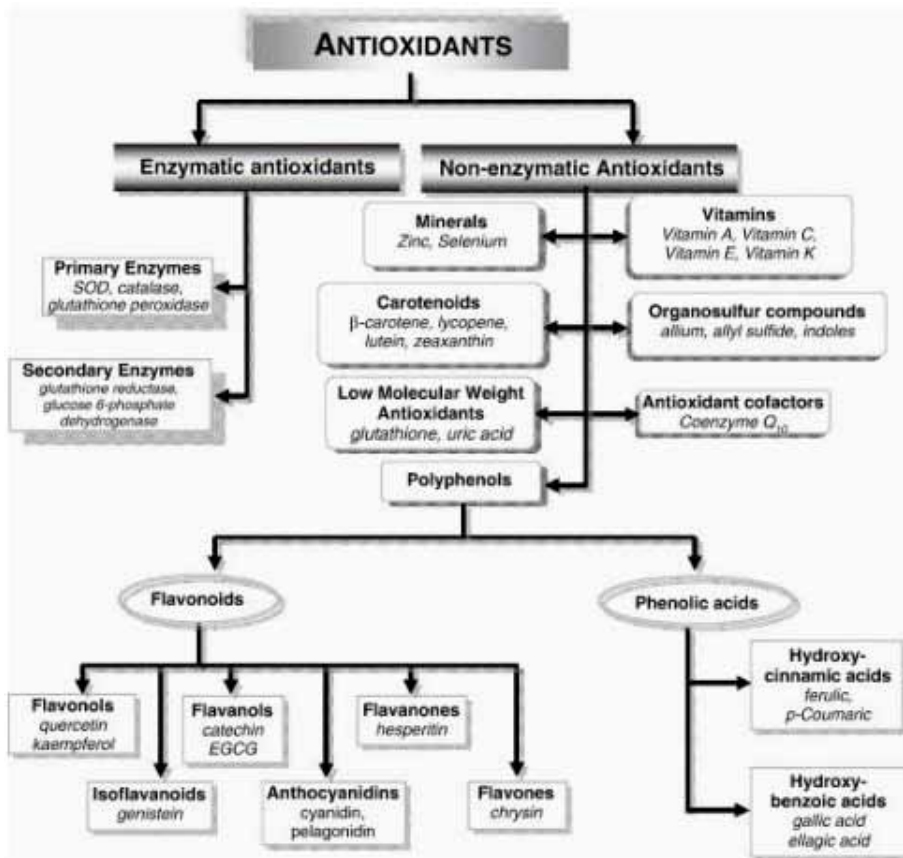 ANTIOXIDANTS
Enzymatic antioxidants
Non-enzymatic Antioxidants
Minerals
Zinc, Selenium
Vitamins
Vitamin A, Vitamin C,
Vitamin E, Vitamin K
Primary Enzymes
SOD, catalase,
glutathione peroxidase
Carotenoids
β-carotene, lycopene,
lutein, zeaxanthin
Organosulfur compounds
allium, allyl sulfide, indoles
Secondary Enzymes
glutathione reductase,
glucose 6-phosphate
dehydrogenase
Low Molecular Weight
Antioxidants
glutathione, uric acid
Antioxidant cofactors
Coenzyme Q₁₀
Polyphenols
Flavonoids
Phenolic acids
Flavonols
quercetin
kaempferol
Flavanols
catechin
EGCG
Flavanones
hesperitin
Isoflavanoids
genistein
Anthocyanidins
cyanidin,
pelagonidin
Flavones
chrysin
Hydroxy-
cinnamic acids
ferulic,
p-Coumaric
Hydroxy-
benzoic acids
gallic acid
ellagic acid